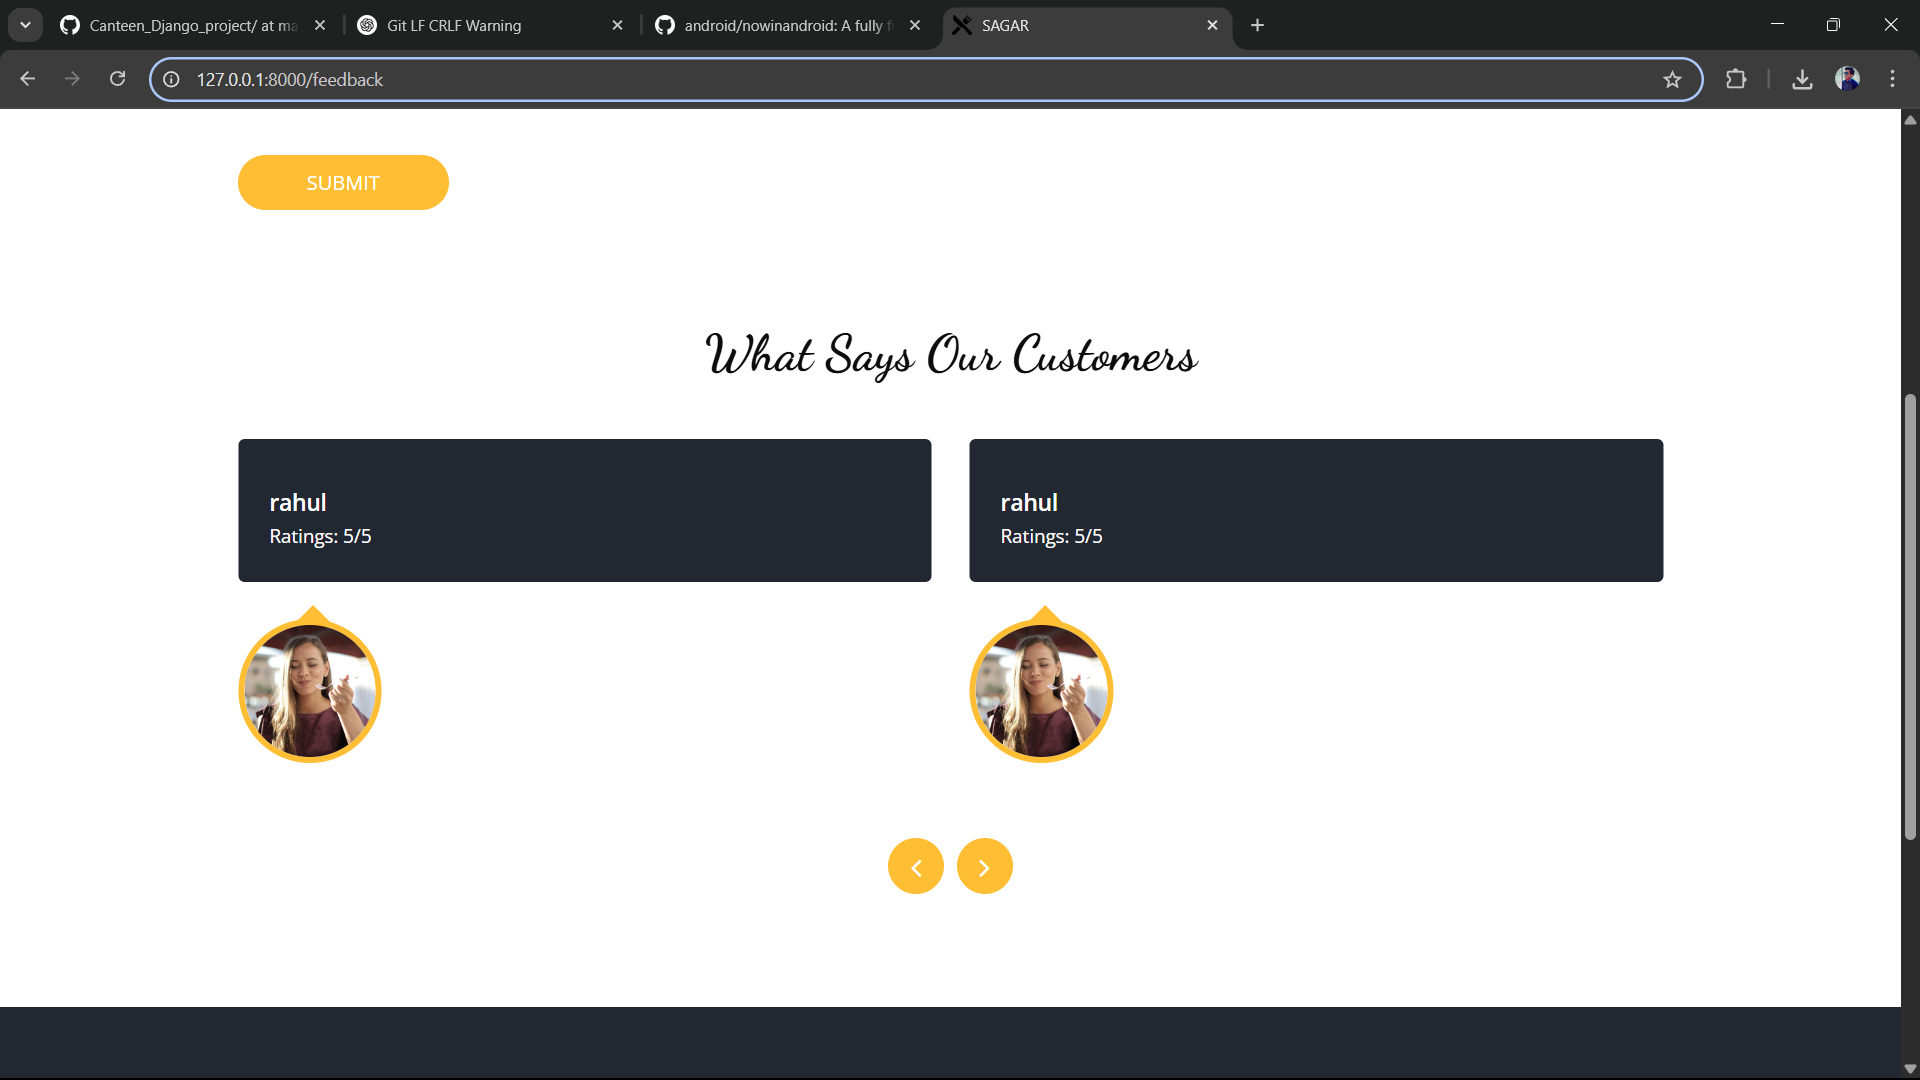 Canteen_Django_project/ at ma
Git LF CRLF Warning
android/nowinandroid: A fully f
SAGAR
127.0.0.1:8000/feedback
SUBMIT
What Says Our Customers
rahul
Ratings: 5/5
rahul
Ratings: 5/5